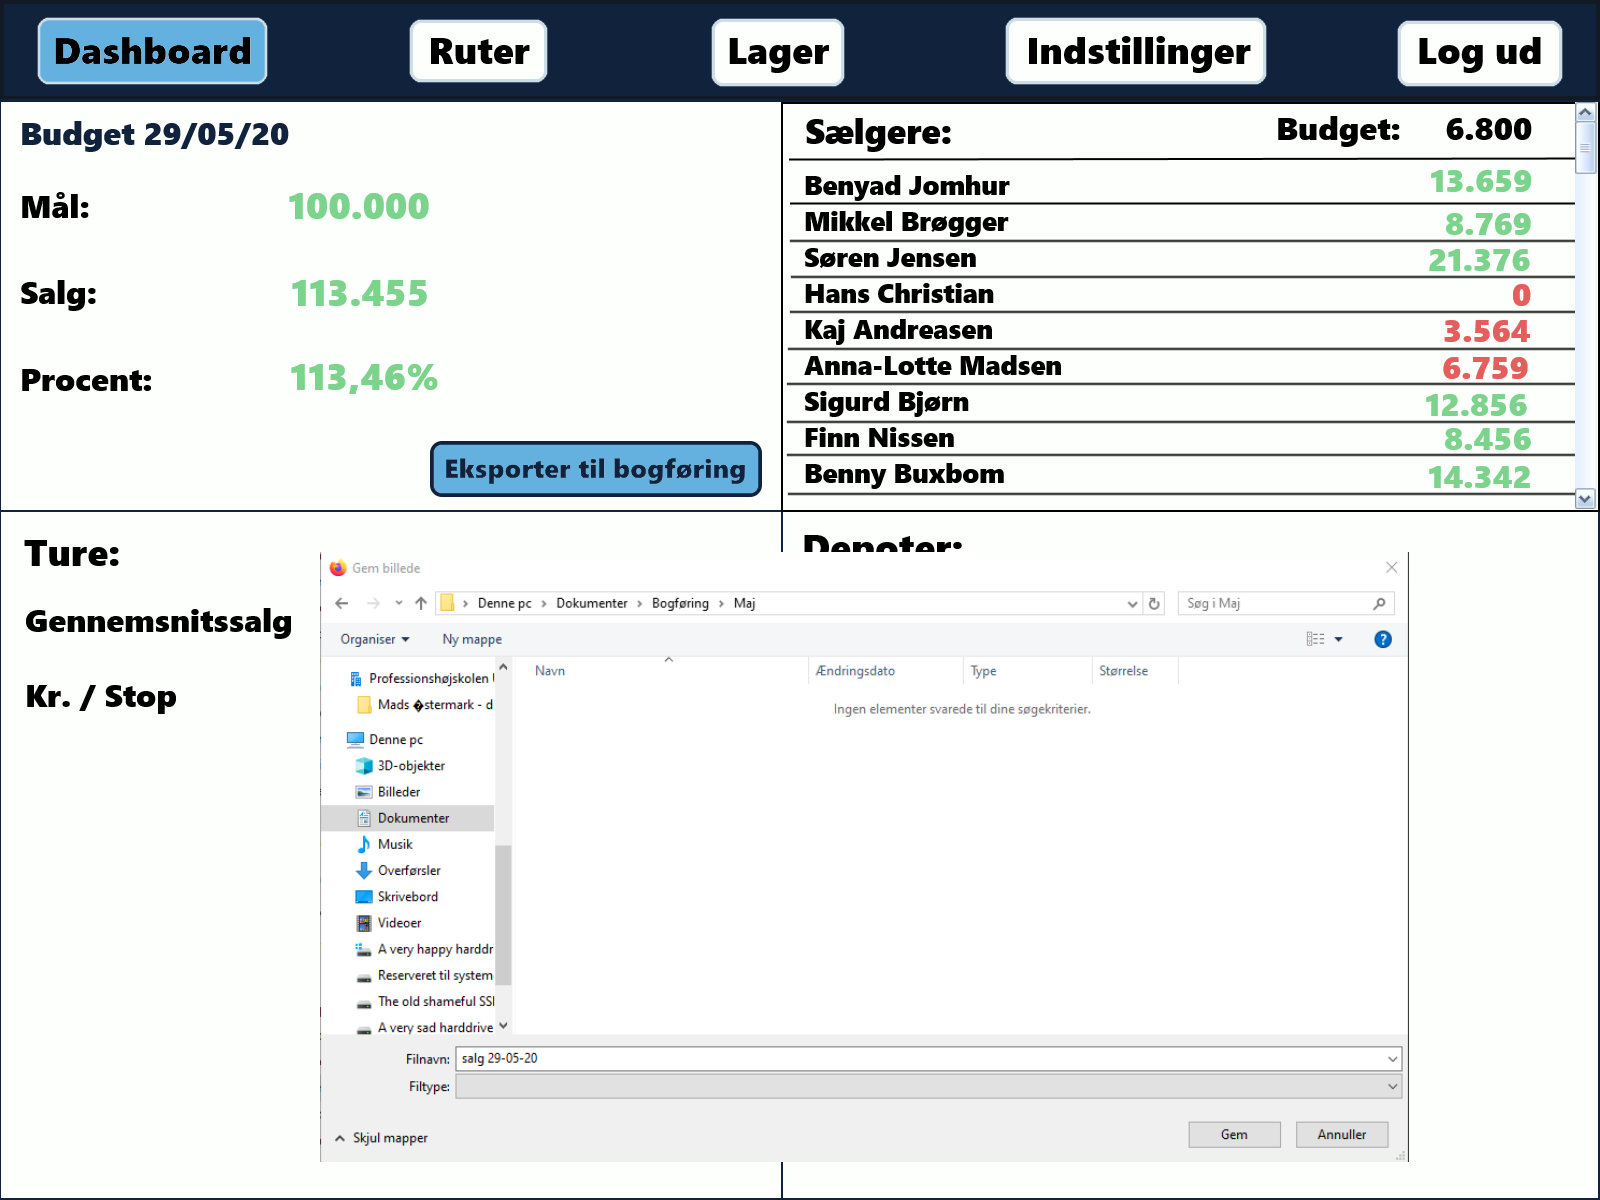 Dashboard
Ruter
Lager
Indstillinger
Log ud
Budget 29/05/20
Mål: 100.000
Salg: 113.455
Procent: 113,46%
Eksporter til bogføring
Sælgere: Budget: 6.800
Benyad Jomhur 13.659
Mikkel Brøgger 8.769
Søren Jensen 21.376
Hans Christian 0
Kaj Andreasen 3.564
Anna-Lotte Madsen 6.759
Sigurd Bjørn 12.856
Finn Nissen 8.456
Benny Buxbom 14.342
Ture:
Gennemsnitssalg
Kr. / Stop
Depoter:
Gem billede
Denne pc > Dokumenter > Bogføring > Maj
Søg i Maj
Organiser
Ny mappe
Professionshøjskolen
Mads �stermark - d
Denne pc
3D-objekter
Billeder
Dokumenter
Musik
Overførsler
Skrivebord
Videoer
A very happy harddr
Reserveret til system
The old shameful SSI
A very sad harddrive
Navn
Ændringsdato
Type
Størrelse
Ingen elementer svarede til dine søgekriterier.
Filnavn: salg 29-05-20
Filtype:
Skjul mapper
Gem
Annuller